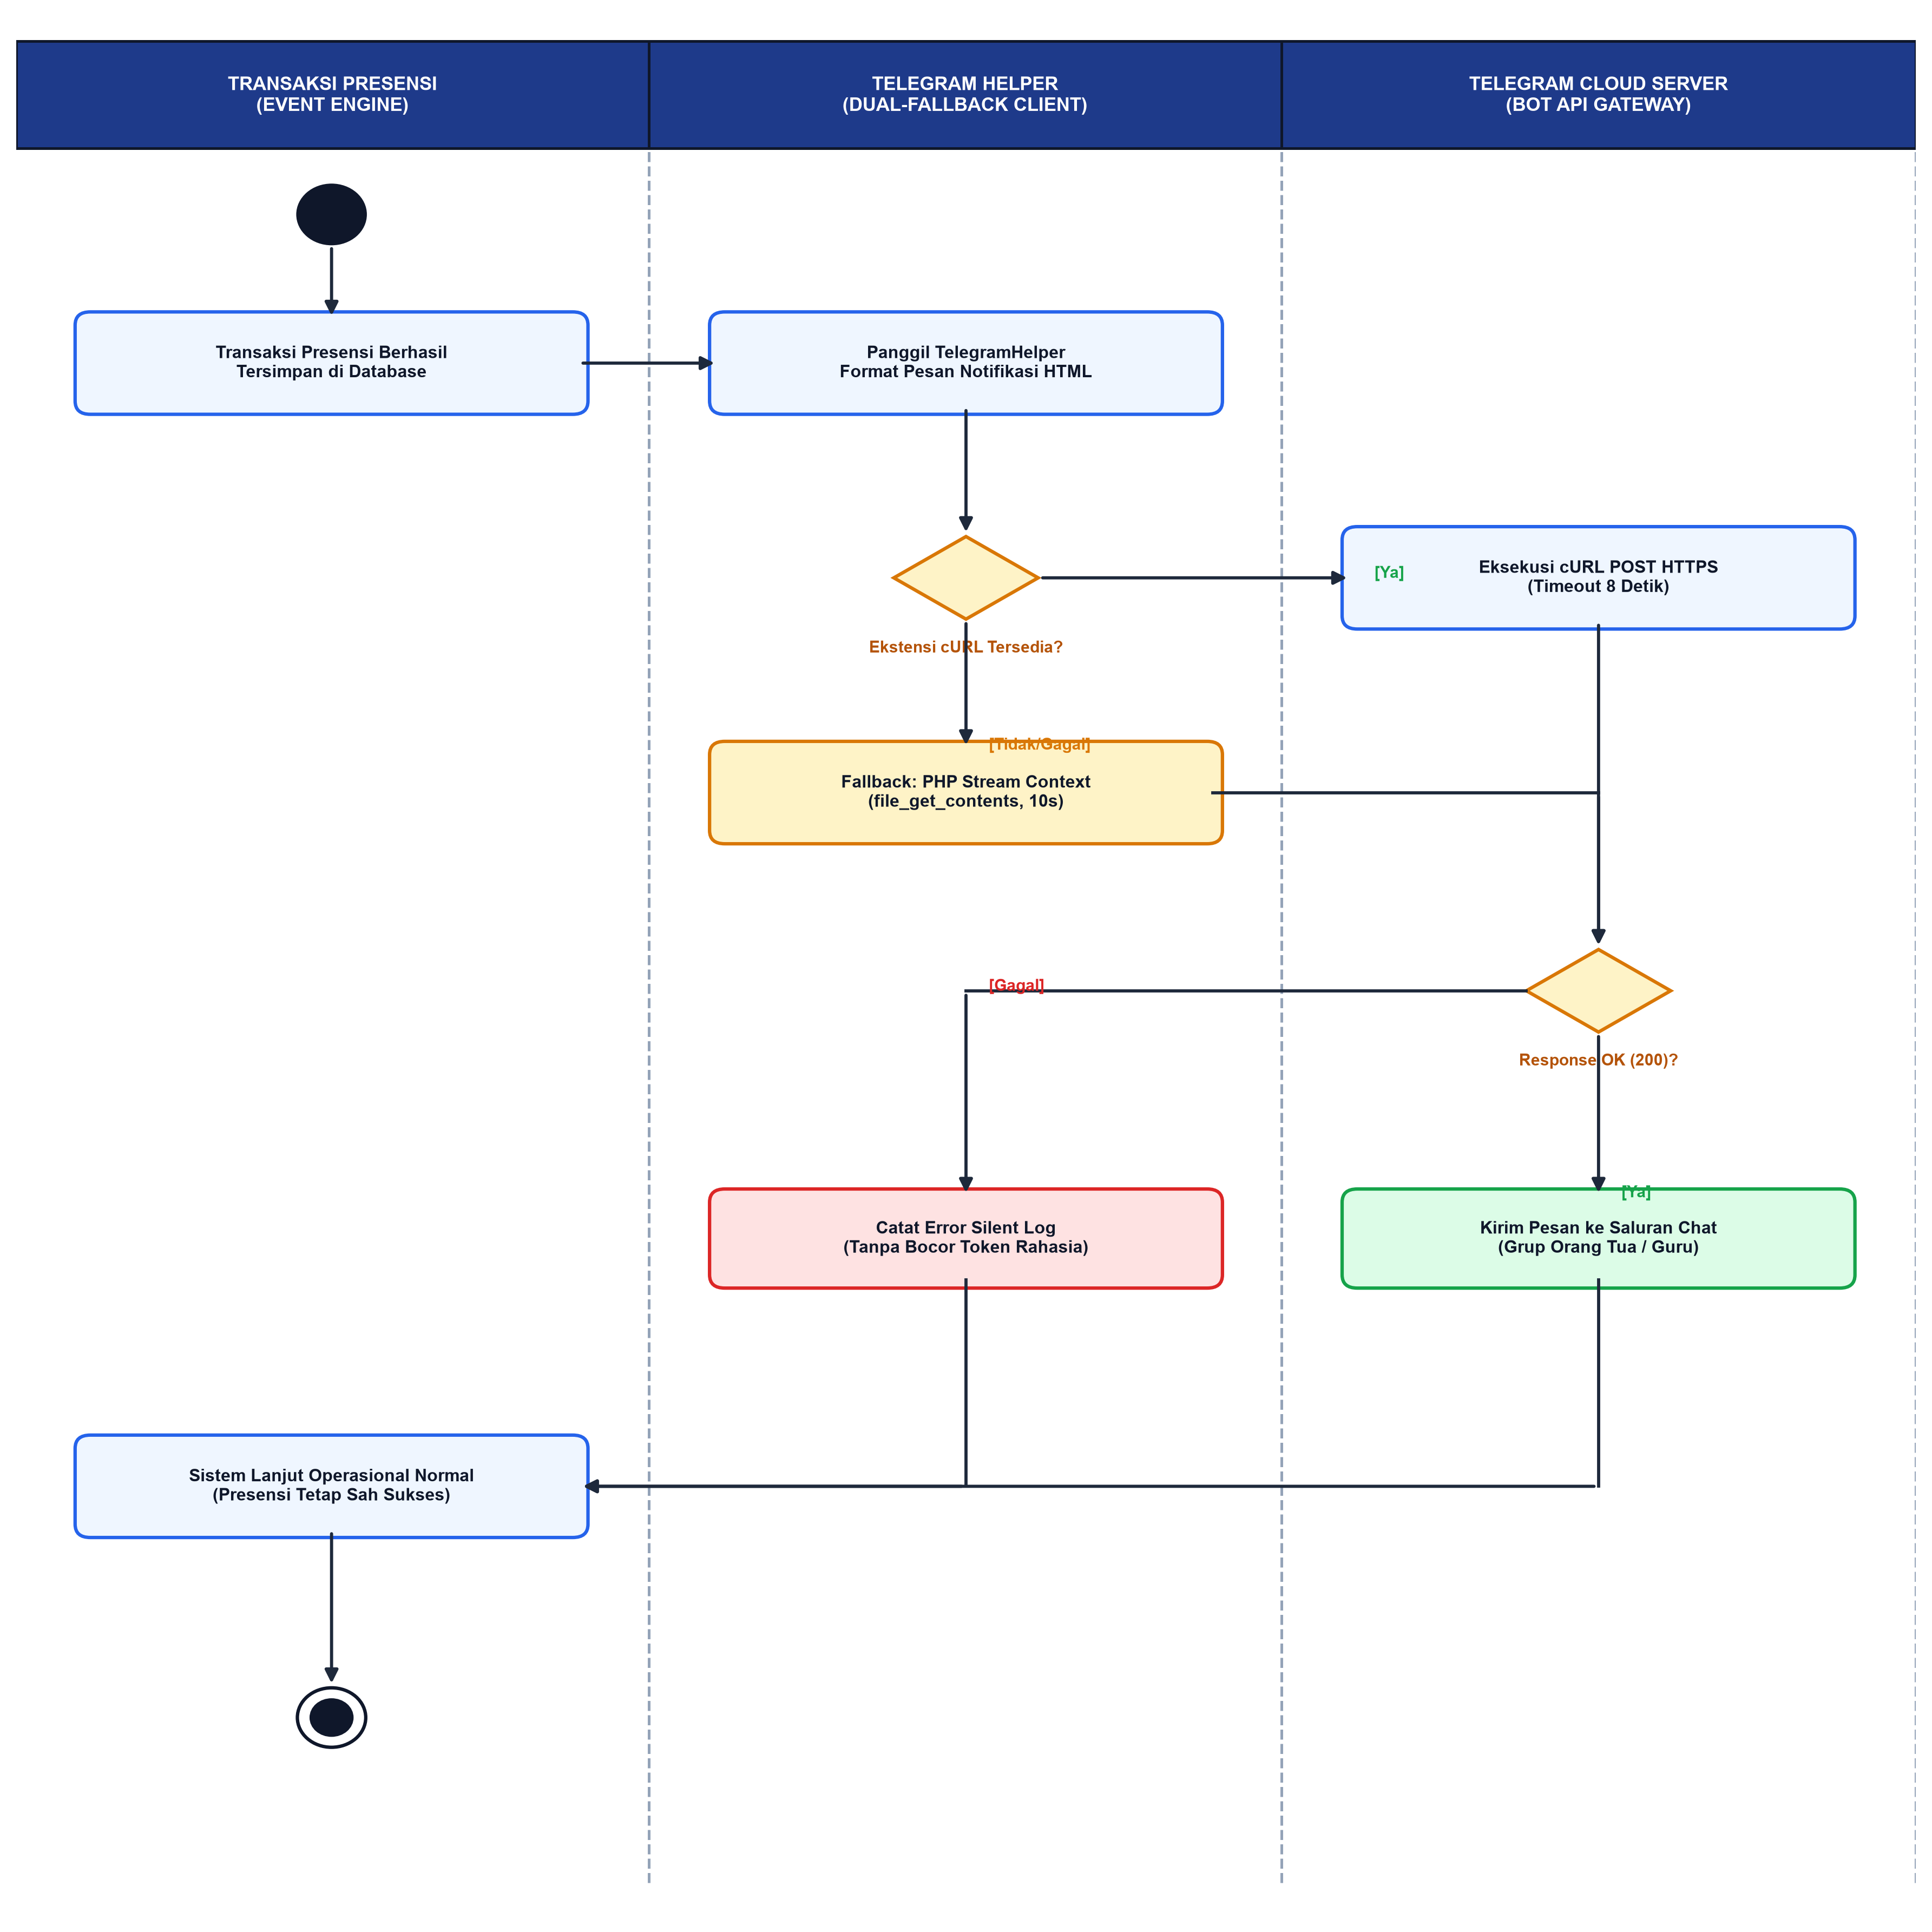 TRANSAKSI PRESENSI
(EVENT ENGINE)
TELEGRAM HELPER
(DUAL-FALLBACK CLIENT)
TELEGRAM CLOUD SERVER
(BOT API GATEWAY)
Transaksi Presensi Berhasil
Tersimpan di Database
Panggil TelegramHelper
Format Pesan Notifikasi HTML
[Ya]
Eksekusi cURL POST HTTPS
(Timeout 8 Detik)
Ekstensi cURL Tersedia?
[Tidak/Gagal]
Fallback: PHP Stream Context
(file_get_contents, 10s)
[Gagal]
Response OK (200)?
[Ya]
Catat Error Silent Log
(Tanpa Bocor Token Rahasia)
Kirim Pesan ke Saluran Chat
(Grup Orang Tua / Guru)
Sistem Lanjut Operasional Normal
(Presensi Tetap Sah Sukses)